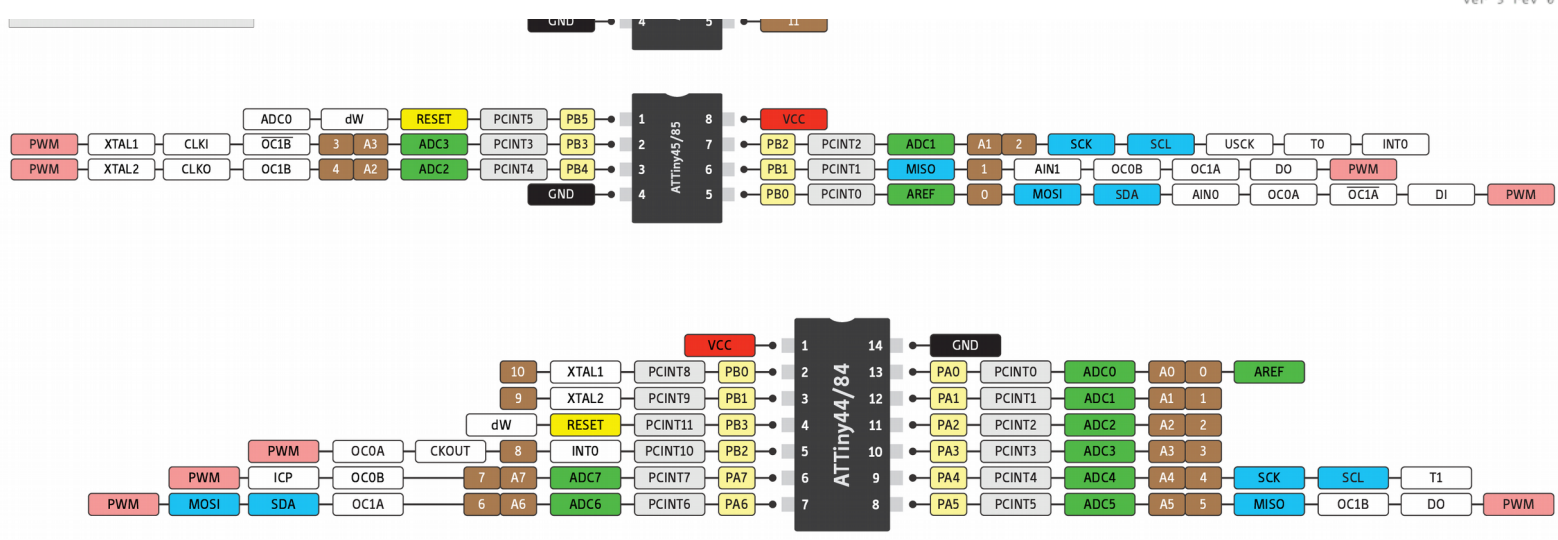 ver 3 rev 0
GND 4 5 11
ADC0 dW RESET PCINT5 PB5 1 8 VCC
PWM XTAL1 CLKI OC1B 3 A3 ADC3 PCINT3 PB3 2 7 PB2 PCINT2 ADC1 A1 2 SCK SCL USCK T0 INT0
PWM XTAL2 CLKO OC1B 4 A2 ADC2 PCINT4 PB4 3 6 PB1 PCINT1 MISO 1 AIN1 OC0B OC1A DO PWM
GND 4 5 PB0 PCINT0 AREF 0 MOSI SDA AIN0 OC0A OC1A DI PWM
ATTiny45/85
VCC 1 14 GND
10 XTAL1 PCINT8 PB0 2 13 PA0 PCINT0 ADC0 A0 0 AREF
9 XTAL2 PCINT9 PB1 3 12 PA1 PCINT1 ADC1 A1 1
dW RESET PCINT11 PB3 4 11 PA2 PCINT2 ADC2 A2 2
PWM OC0A CKOUT 8 INT0 PCINT10 PB2 5 10 PA3 PCINT3 ADC3 A3 3
PWM ICP OC0B 7 A7 ADC7 PCINT7 PA7 6 9 PA4 PCINT4 ADC4 A4 4 SCK SCL T1
PWM MOSI SDA OC1A 6 A6 ADC6 PCINT6 PA6 7 8 PA5 PCINT5 ADC5 A5 5 MISO OC1B DO PWM
ATTiny44/84